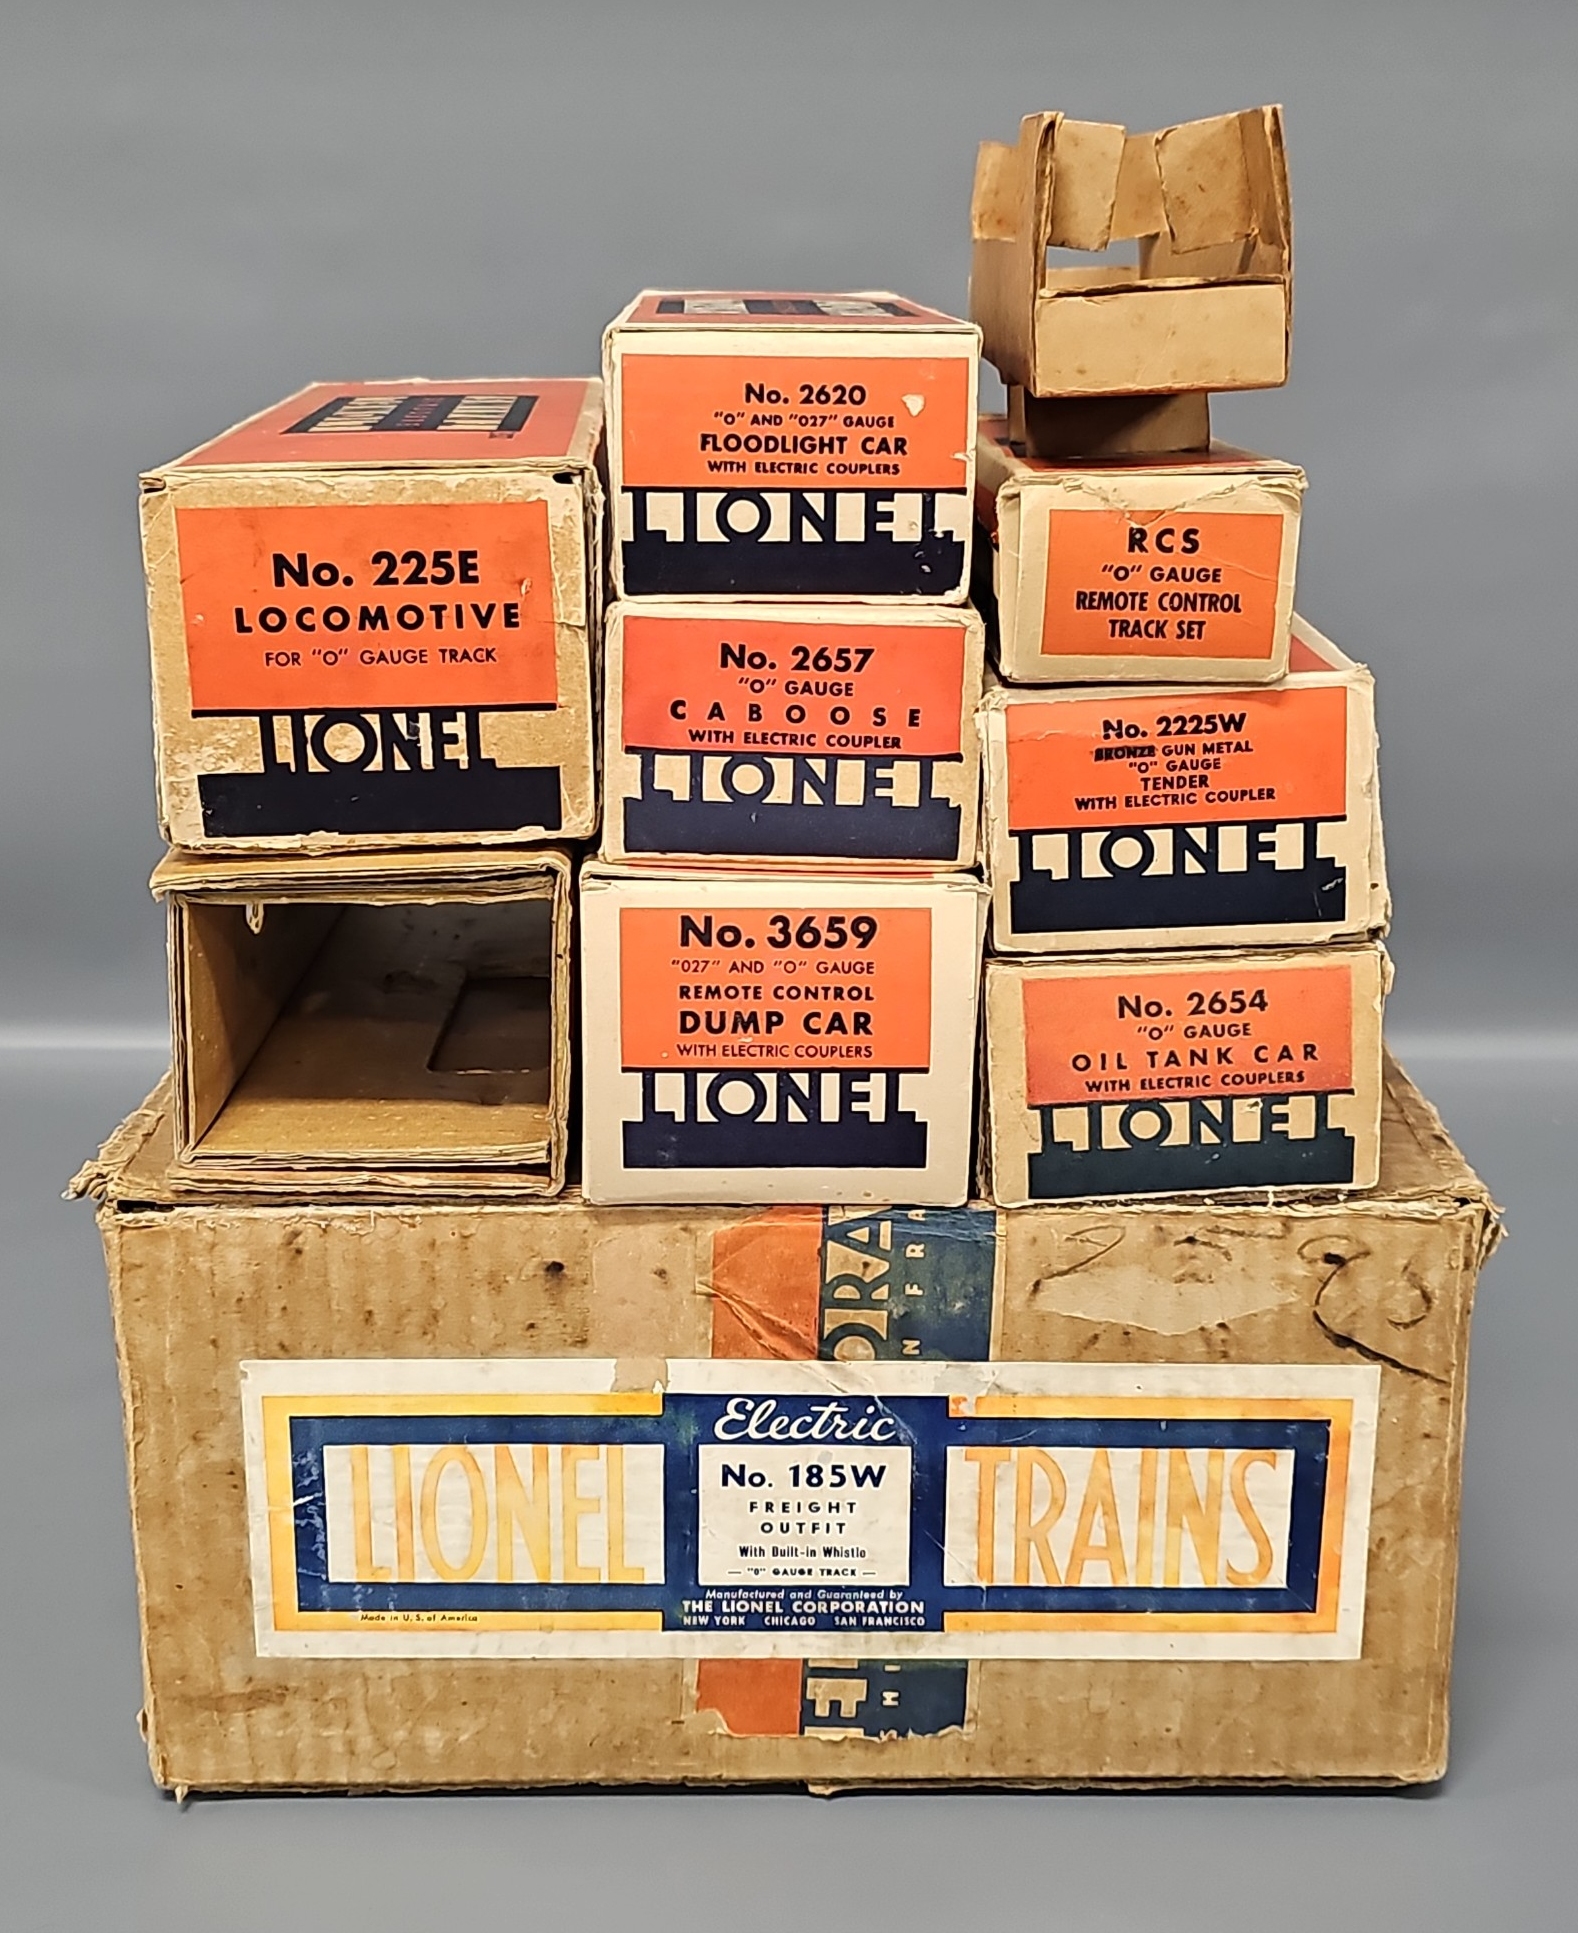 No. 2620
"O" AND "027" GAUGE
FLOODLIGHT CAR
WITH ELECTRIC COUPLERS
LIONEL
No. 225E
LOCOMOTIVE
FOR "O" GAUGE TRACK
LIONEL
RCS
"O" GAUGE
REMOTE CONTROL
TRACK SET
No. 2657
"O" GAUGE
CABOOSE
WITH ELECTRIC COUPLER
LIONEL
No. 2225W
BRONZE GUN METAL
"O" GAUGE
TENDER
WITH ELECTRIC COUPLER
LIONEL
No. 3659
"027" AND "O" GAUGE
REMOTE CONTROL
DUMP CAR
WITH ELECTRIC COUPLERS
LIONEL
No. 2654
"O" GAUGE
OIL TANK CAR
WITH ELECTRIC COUPLERS
LIONEL
ORA
N FRA
Electric
LIONEL TRAINS
No. 185W
FREIGHT
OUTFIT
With Built-in Whistle
— "O" GAUGE TRACK —
Manufactured and Guaranteed by
THE LIONEL CORPORATION
NEW YORK CHICAGO SAN FRANCISCO
Made in U. S. of America